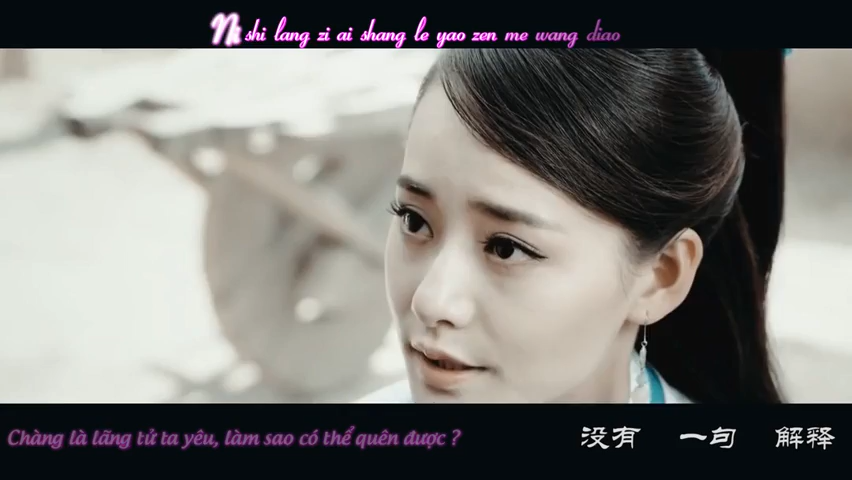 Ni shi lang zi ai shang le yao zen me wang diao
Chàng là lãng tử ta yêu, làm sao có thể quên được ?
没有 一句 解释